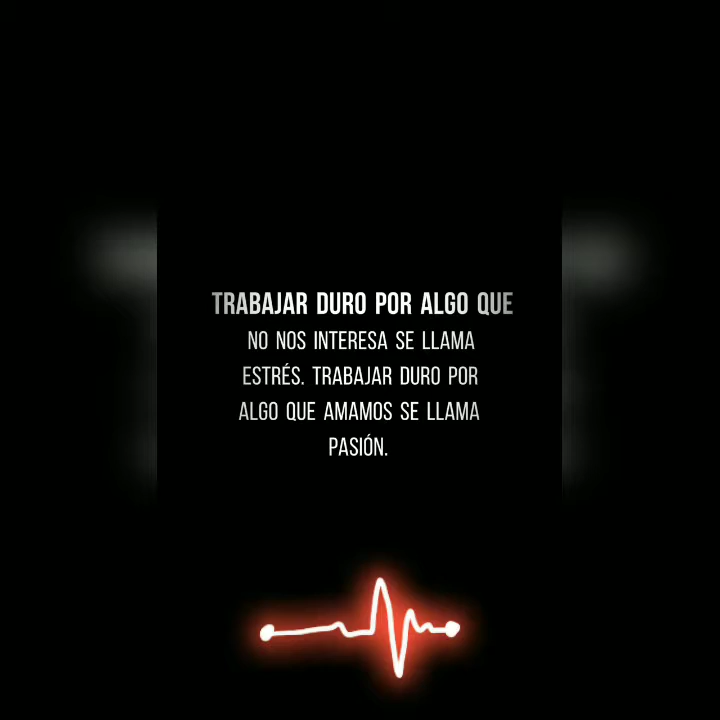 TRABAJAR DURO POR ALGO QUE
NO NOS INTERESA SE LLAMA
ESTRÉS. TRABAJAR DURO POR
ALGO QUE AMAMOS SE LLAMA
PASIÓN.